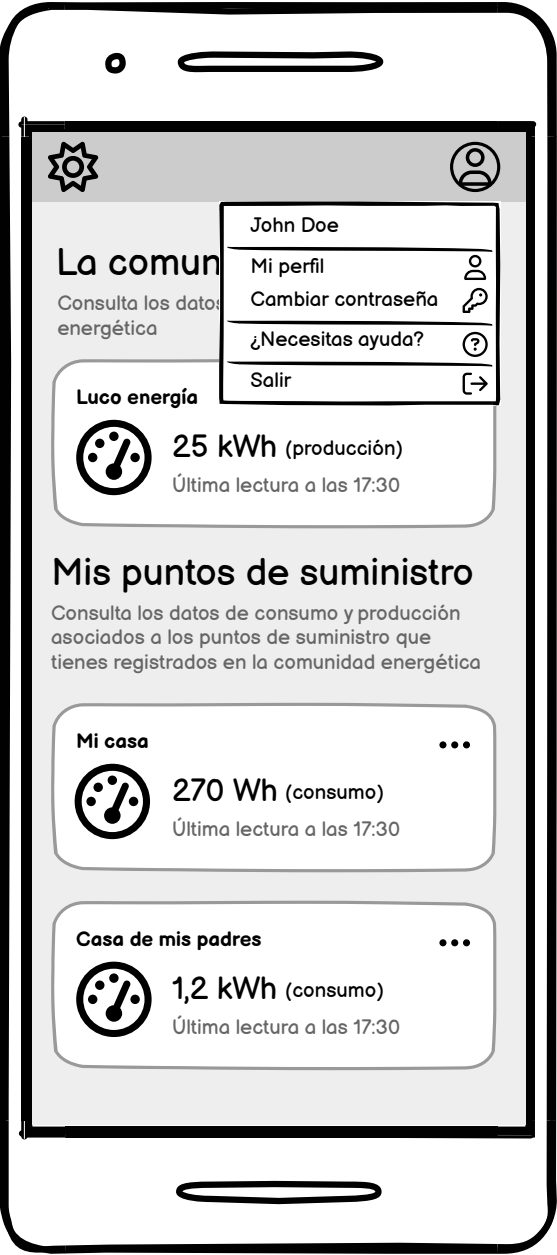 John Doe
Mi perfil
Cambiar contraseña
¿Necesitas ayuda?
Salir
La comun
Consulta los datos
energética
Luco energía
25 kWh (producción)
Última lectura a las 17:30
Mis puntos de suministro
Consulta los datos de consumo y producción
asociados a los puntos de suministro que
tienes registrados en la comunidad energética
Mi casa
270 Wh (consumo)
Última lectura a las 17:30
Casa de mis padres
1,2 kWh (consumo)
Última lectura a las 17:30